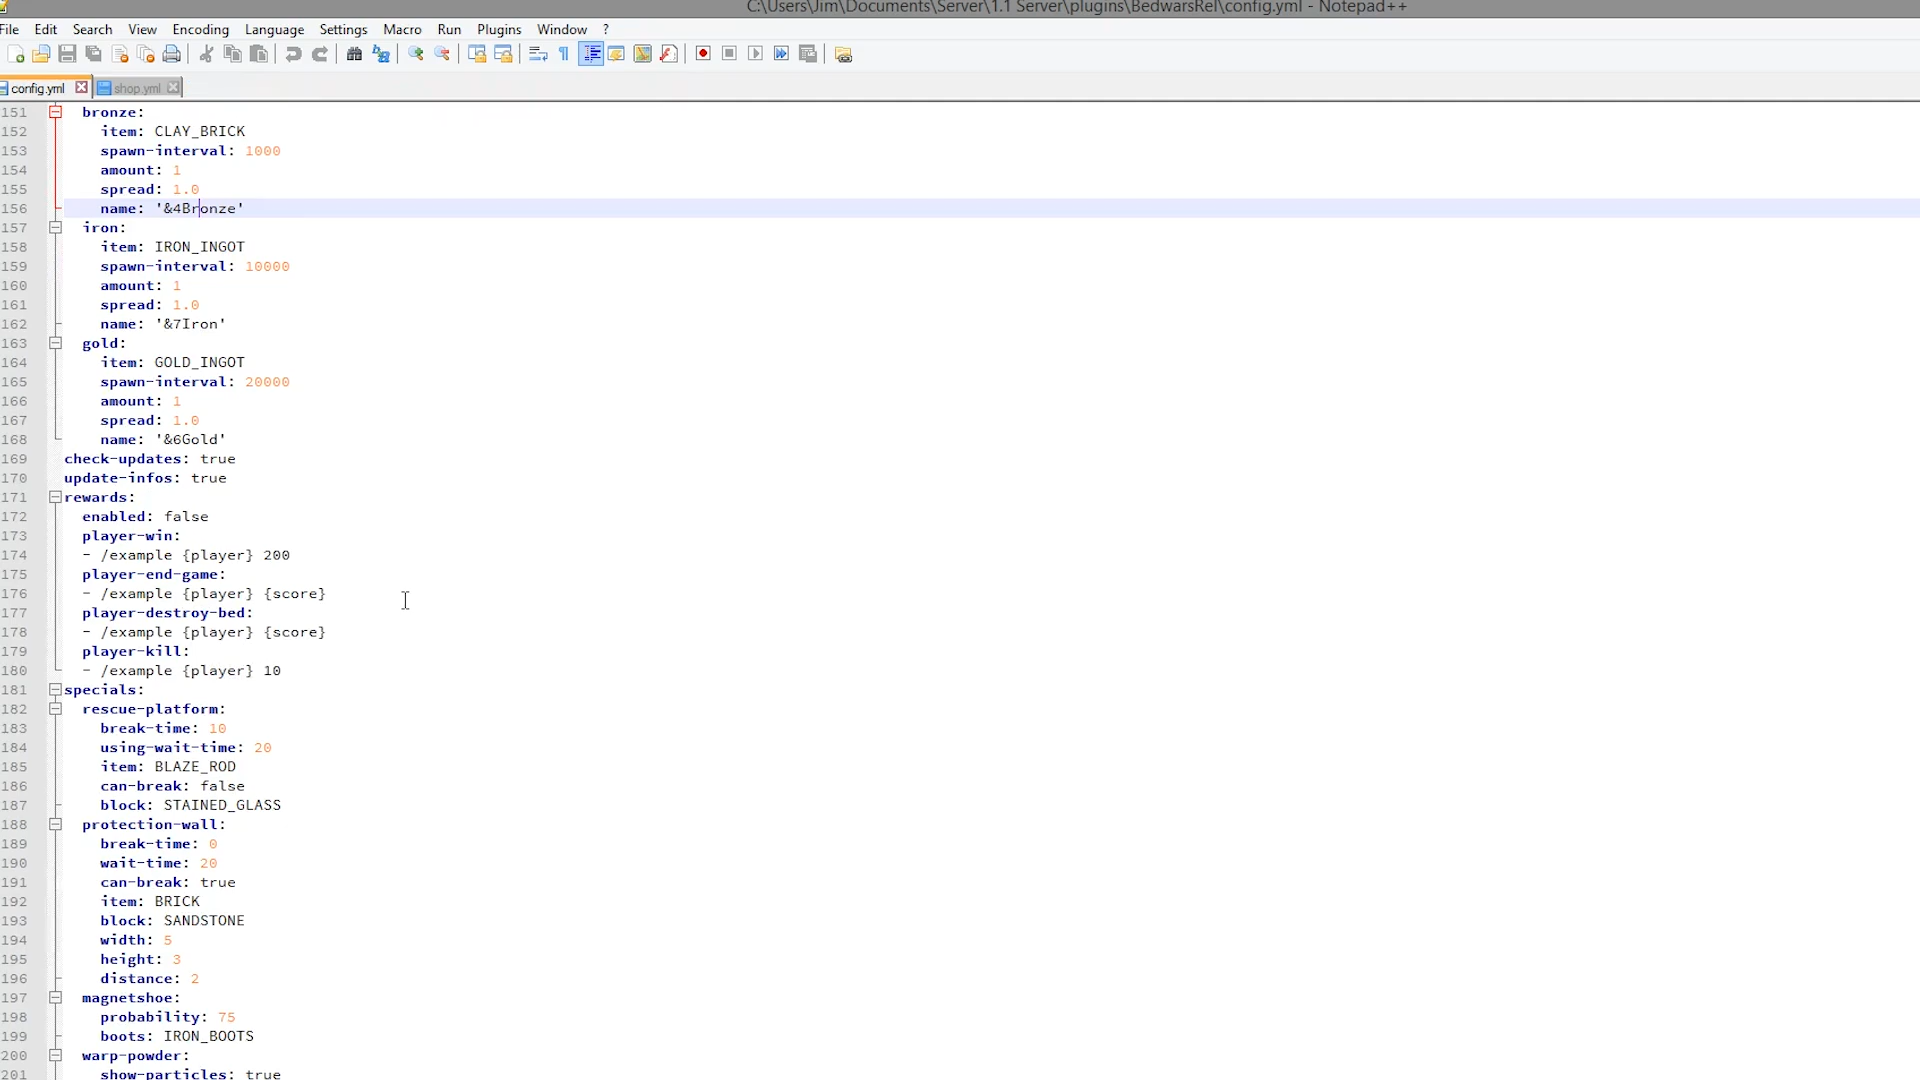 C:\Users\Jim\Documents\Server\1.1 Server\plugins\BedwarsRel\config.yml - Notepad++
File Edit Search View Encoding Language Settings Macro Run Plugins Window ?
config.yml shop.yml
151 bronze:
152 item: CLAY_BRICK
153 spawn-interval: 1000
154 amount: 1
155 spread: 1.0
156 name: '&4Bronze'
157 iron:
158 item: IRON_INGOT
159 spawn-interval: 10000
160 amount: 1
161 spread: 1.0
162 name: '&7Iron'
163 gold:
164 item: GOLD_INGOT
165 spawn-interval: 20000
166 amount: 1
167 spread: 1.0
168 name: '&6Gold'
169 check-updates: true
170 update-infos: true
171 rewards:
172 enabled: false
173 player-win:
174 - /example {player} 200
175 player-end-game:
176 - /example {player} {score}
177 player-destroy-bed:
178 - /example {player} {score}
179 player-kill:
180 - /example {player} 10
181 specials:
182 rescue-platform:
183 break-time: 10
184 using-wait-time: 20
185 item: BLAZE_ROD
186 can-break: false
187 block: STAINED_GLASS
188 protection-wall:
189 break-time: 0
190 wait-time: 20
191 can-break: true
192 item: BRICK
193 block: SANDSTONE
194 width: 5
195 height: 3
196 distance: 2
197 magnetshoe:
198 probability: 75
199 boots: IRON_BOOTS
200 warp-powder:
201 show-particles: true